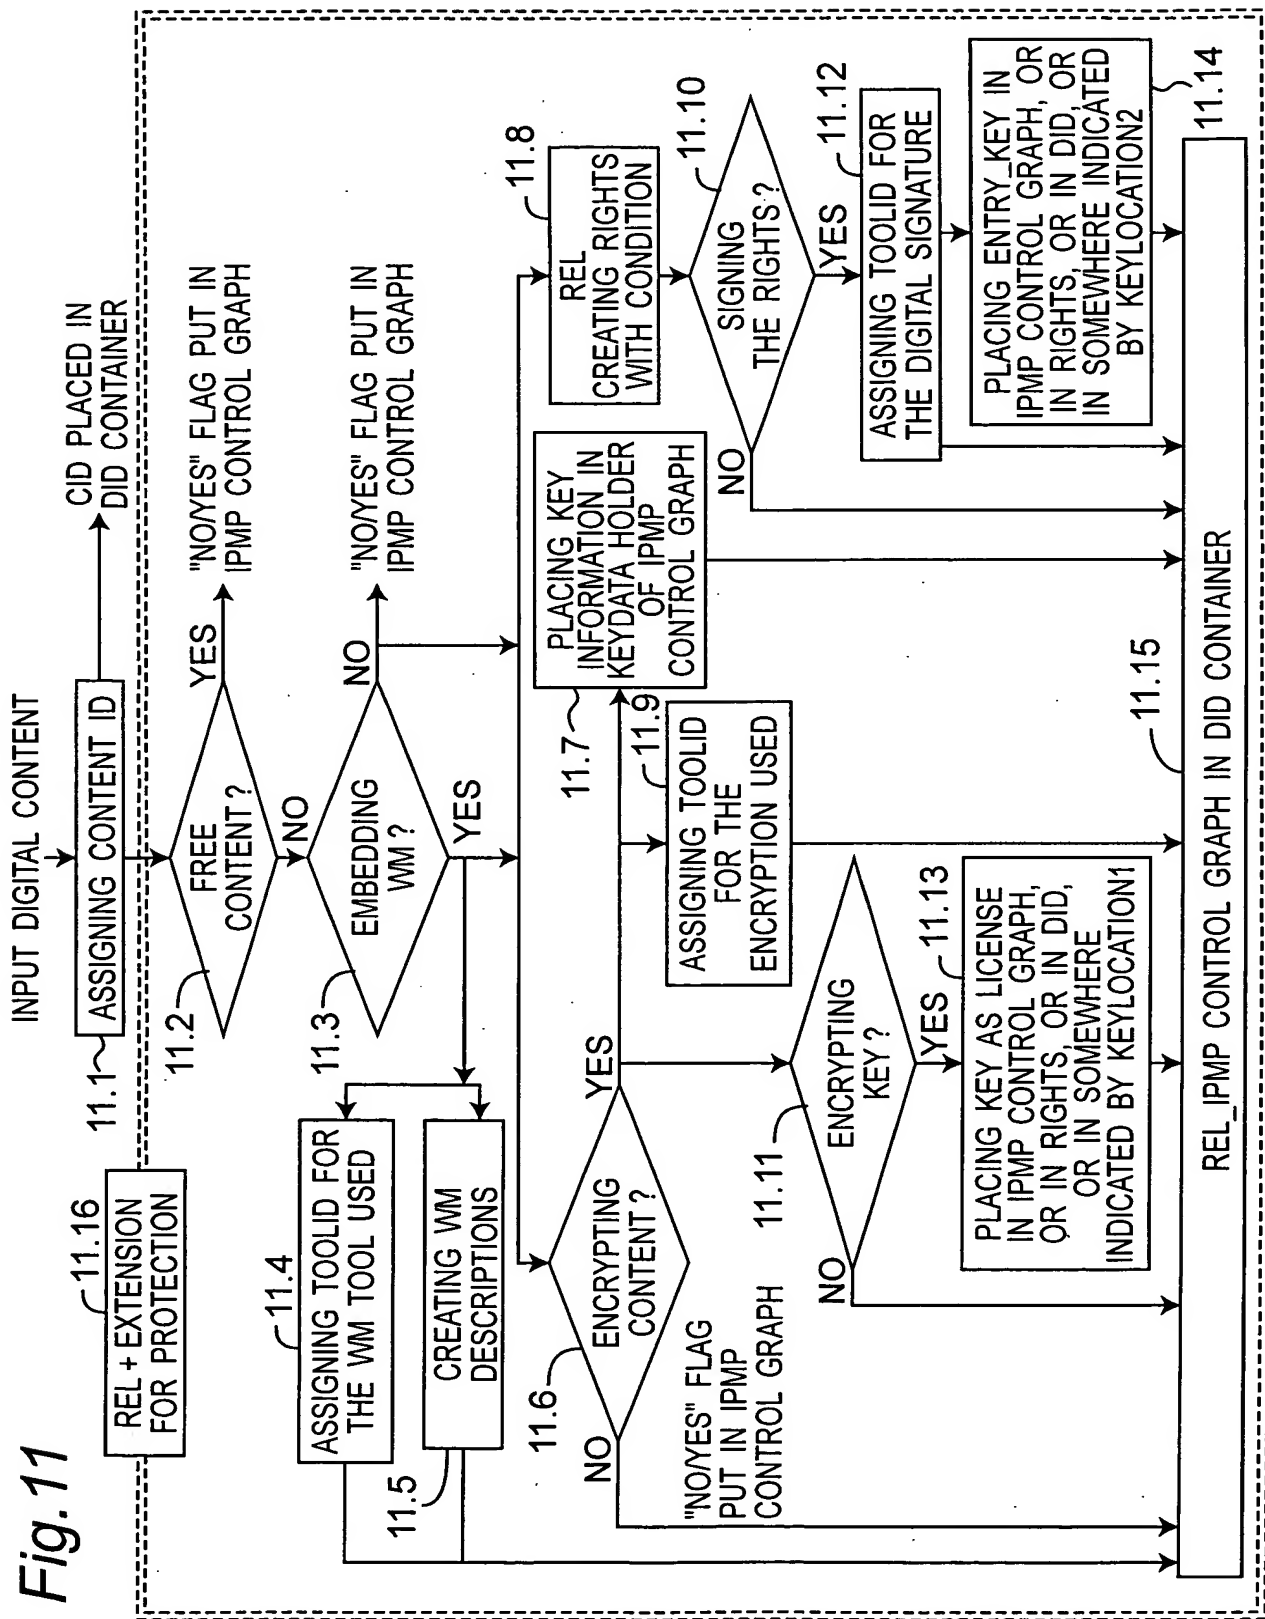 Fig.11
INPUT DIGITAL CONTENT
11.16
REL + EXTENSION
FOR PROTECTION
11.1
ASSIGNING CONTENT ID
CID PLACED IN
DID CONTAINER
11.2
FREE
CONTENT?
YES
"NO/YES" FLAG PUT IN
IPMP CONTROL GRAPH
NO
11.3
EMBEDDING
WM?
NO
"NO/YES" FLAG PUT IN
IPMP CONTROL GRAPH
YES
11.4
ASSIGNING TOOLID FOR
THE WM TOOL USED
11.5
CREATING WM
DESCRIPTIONS
11.6
ENCRYPTING
CONTENT?
YES
NO
"NO/YES" FLAG
PUT IN IPMP
CONTROL GRAPH
11.7
PLACING KEY
INFORMATION IN
KEYDATA HOLDER
OF IPMP
CONTROL GRAPH
11.8
REL
CREATING RIGHTS
WITH CONDITION
11.9
ASSIGNING TOOLID
FOR THE
ENCRYPTION USED
11.10
SIGNING
THE RIGHTS?
NO
YES
11.11
ENCRYPTING
KEY?
NO
YES
11.12
ASSIGNING TOOLID FOR
THE DIGITAL SIGNATURE
11.13
PLACING KEY AS LICENSE
IN IPMP CONTROL GRAPH,
OR IN RIGHTS, OR IN DID,
OR IN SOMEWHERE
INDICATED BY KEYLOCATION1
PLACING ENTRY_KEY IN
IPMP CONTROL GRAPH, OR
IN RIGHTS, OR IN DID, OR
IN SOMEWHERE INDICATED
BY KEYLOCATION2
11.14
11.15
REL_IPMP CONTROL GRAPH IN DID CONTAINER